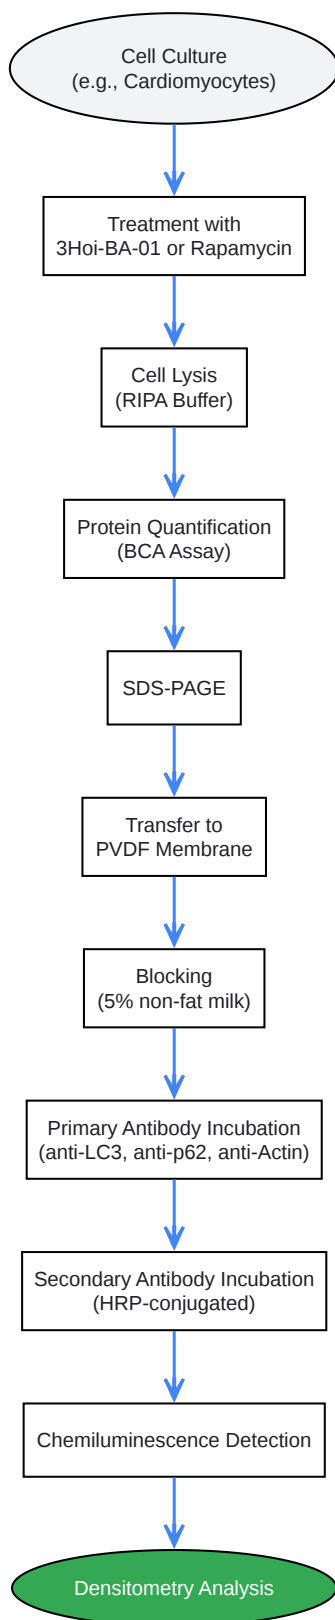 Cell Culture
(e.g., Cardiomyocytes)
Treatment with
3Hoi-BA-01 or Rapamycin
Cell Lysis
(RIPA Buffer)
Protein Quantification
(BCA Assay)
SDS-PAGE
Transfer to
PVDF Membrane
Blocking
(5% non-fat milk)
Primary Antibody Incubation
(anti-LC3, anti-p62, anti-Actin)
Secondary Antibody Incubation
(HRP-conjugated)
Chemiluminescence Detection
Densitometry Analysis